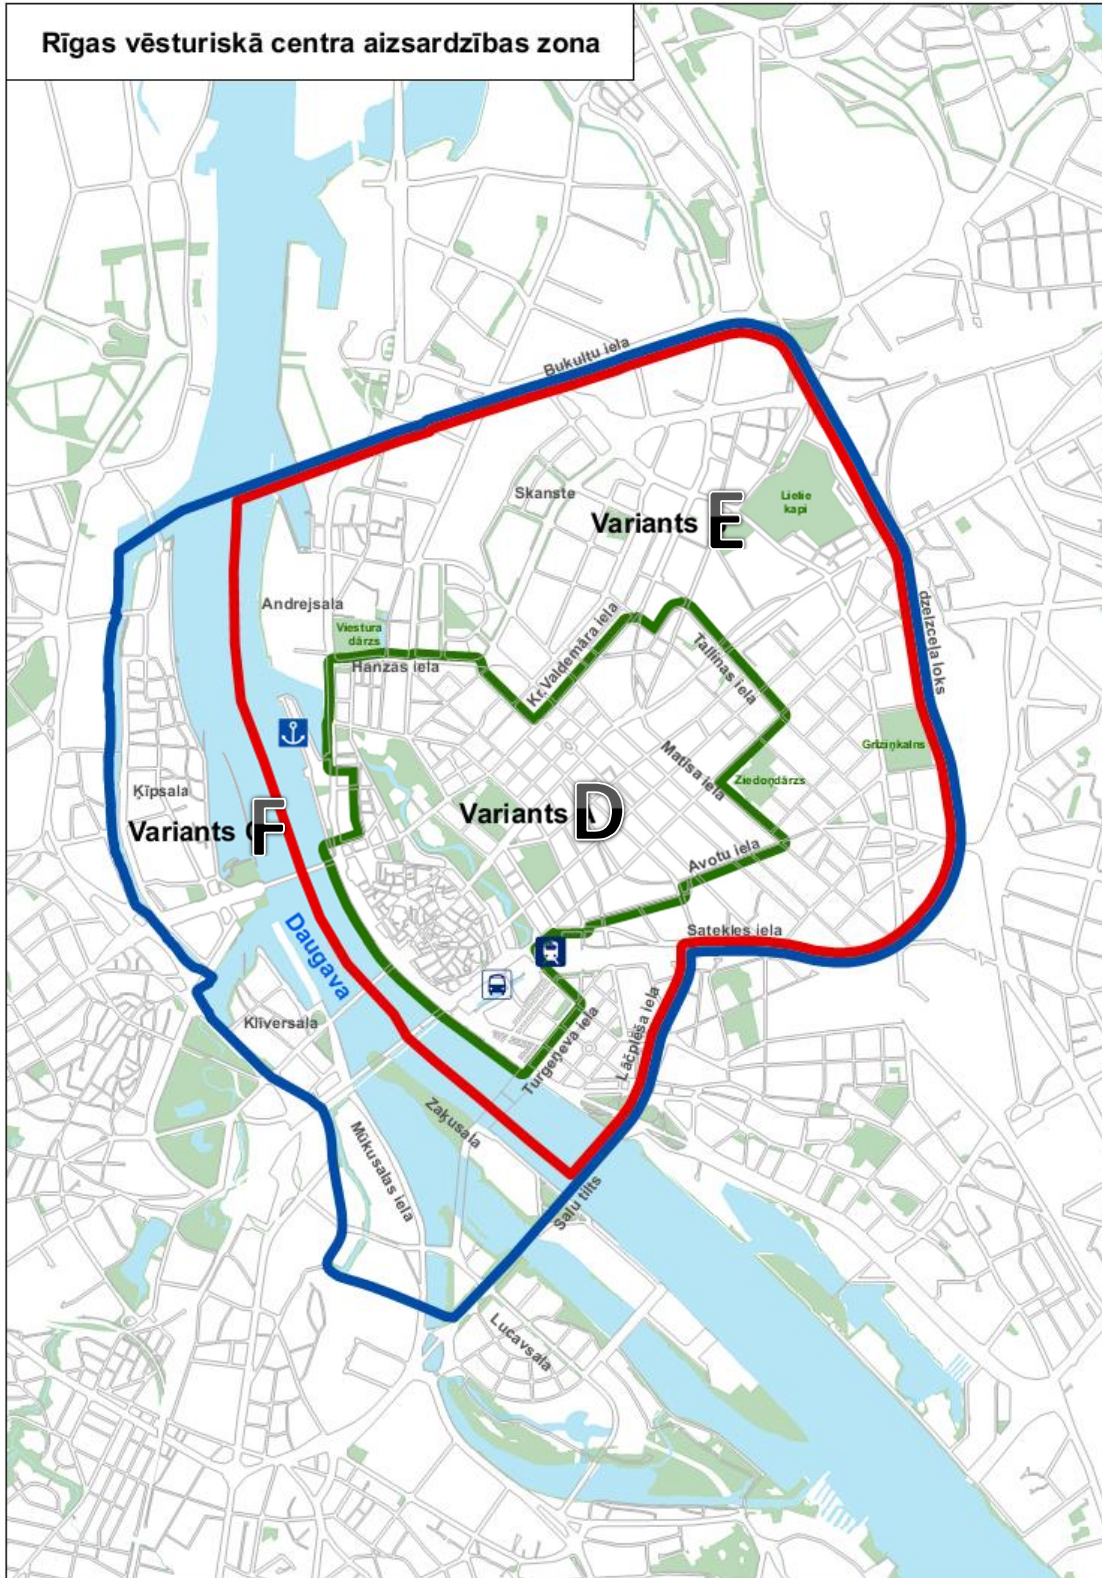 Rīgas vēsturiskā centra aizsardzības zona
Bukultu iela
Skanste
Lielie
kapi
Variants E
dzelzceļa loks
Andrejsala
Viestura
dārzs
Hanzas iela
Kr. Valdemāra iela
Tallinas iela
Grīziņkalns
Matīsa iela
Ziedoņdārzs
Ķīpsala
Variants F
Variants D
Avotu iela
Daugava
Satekles iela
Klīversala
Lāčplēša iela
Turgeņeva iela
Zaķusala
Mūkusalas iela
Salu tilts
Lucavsala